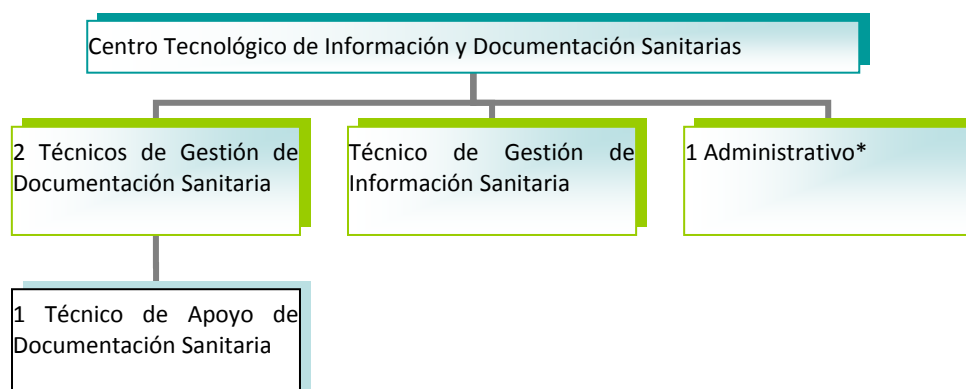 Centro Tecnológico de Información y Documentación Sanitarias
2 Técnicos de Gestión de
Documentación Sanitaria
Técnico de Gestión de
Información Sanitaria
1 Administrativo*
1 Técnico de Apoyo de
Documentación Sanitaria